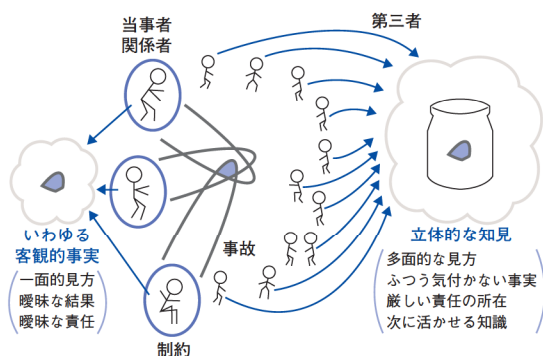 当事者
関係者
第三者
いわゆる
客観的事実
一面的見方
曖昧な結果
曖昧な責任
事故
制約
立体的な知見
多面的な見方
ふつう気付かない事実
厳しい責任の所在
次に活かせる知識